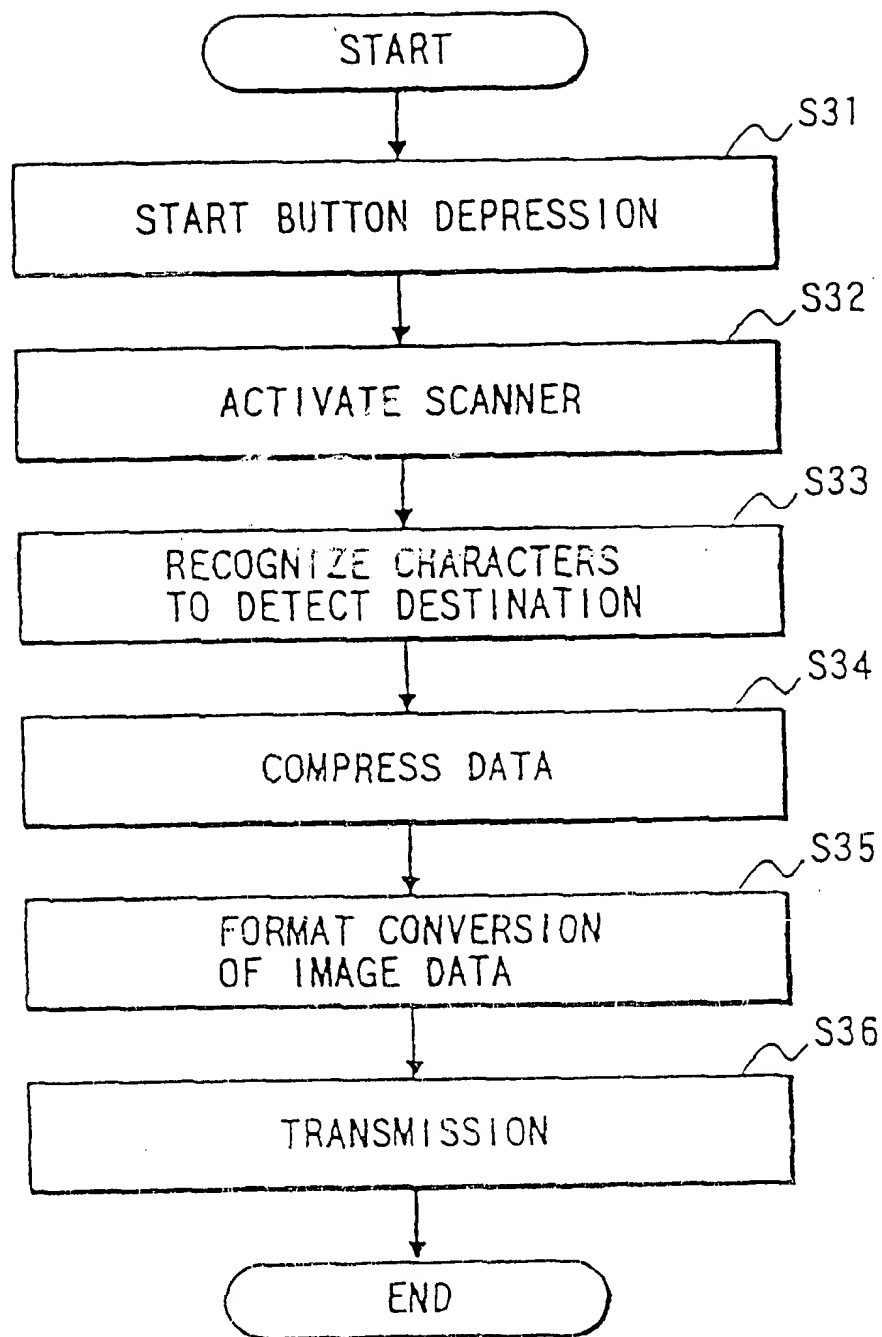 START
S31
START BUTTON DEPRESSION
S32
ACTIVATE SCANNER
S33
RECOGNIZE CHARACTERS
TO DETECT DESTINATION
S34
COMPRESS DATA
S35
FORMAT CONVERSION
OF IMAGE DATA
S36
TRANSMISSION
END